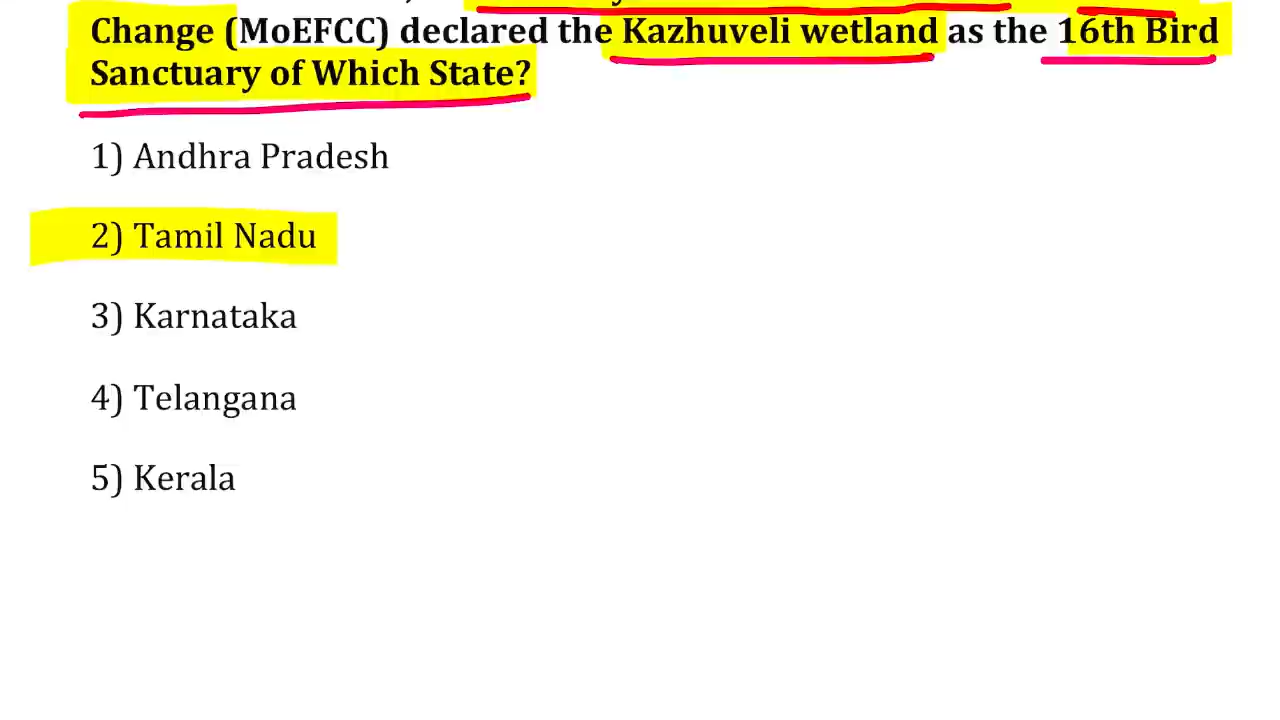 Change (MoEFCC) declared the Kazhuveli wetland as the 16th Bird
Sanctuary of Which State?
1) Andhra Pradesh
2) Tamil Nadu
3) Karnataka
4) Telangana
5) Kerala